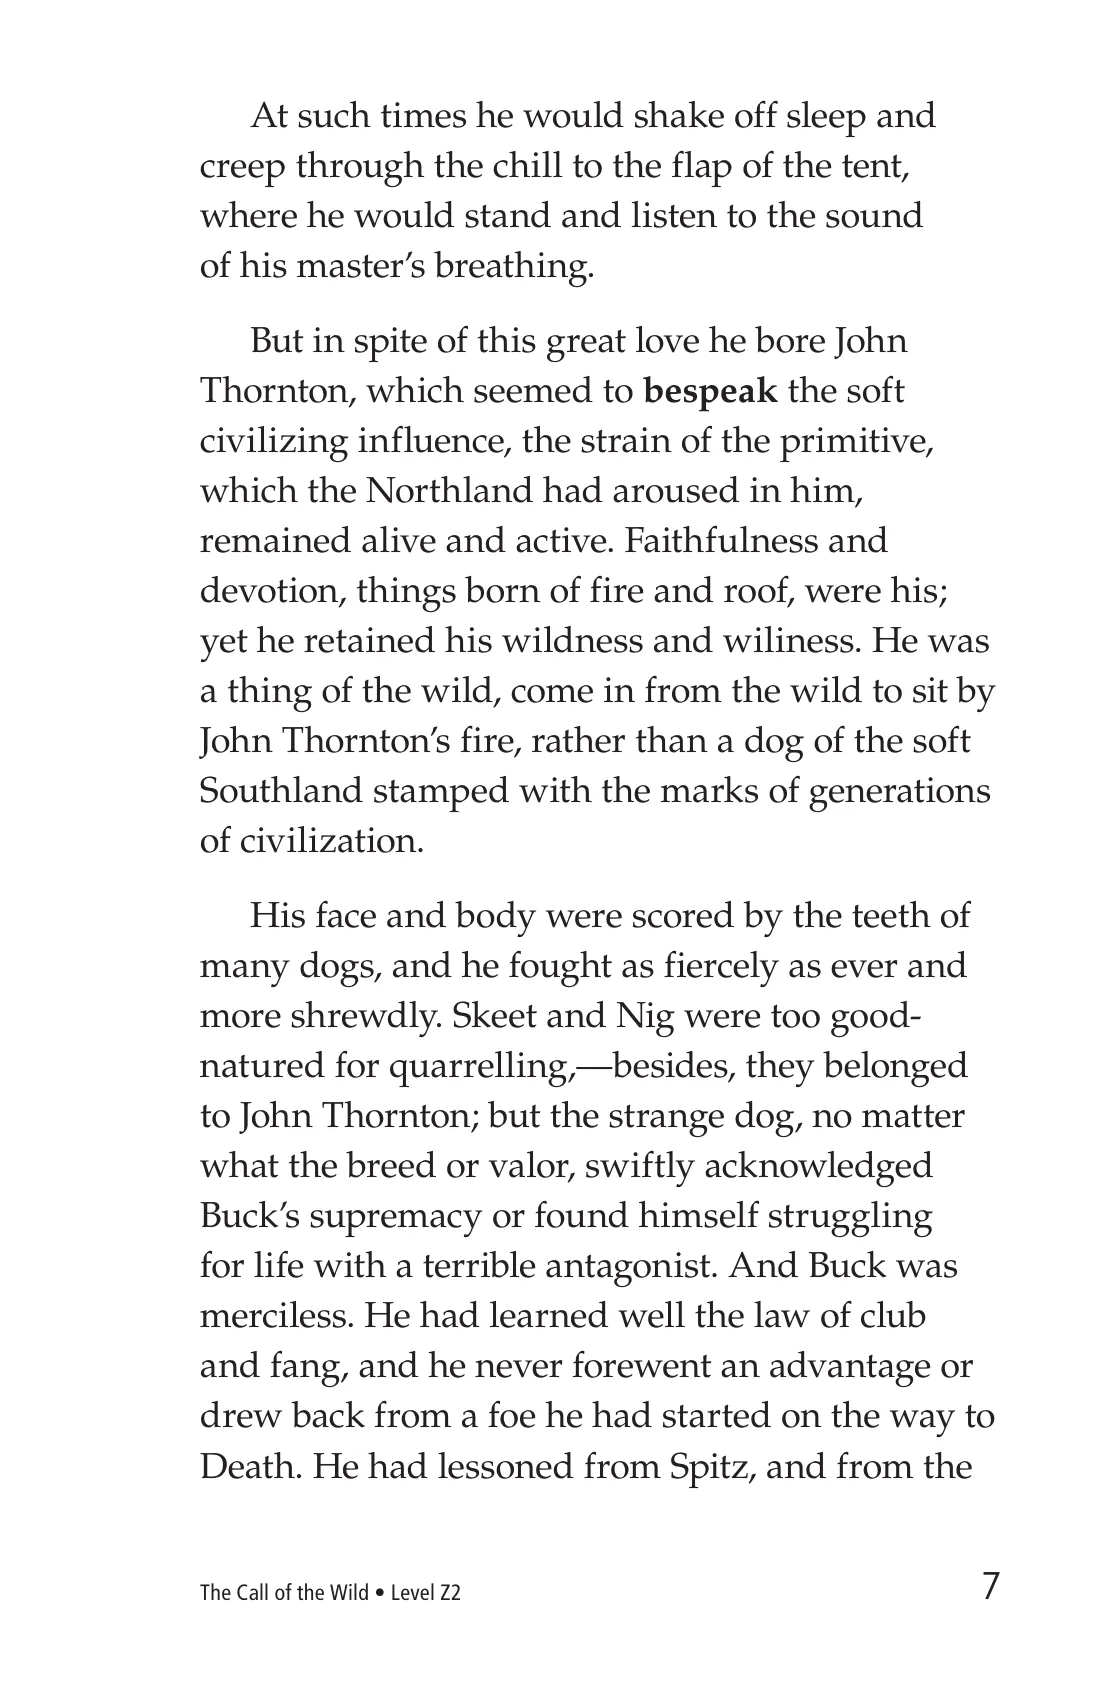 At such times he would shake off sleep and
creep through the chill to the flap of the tent,
where he would stand and listen to the sound
of his master’s breathing.
But in spite of this great love he bore John
Thornton, which seemed to bespeak the soft
civilizing influence, the strain of the primitive,
which the Northland had aroused in him,
remained alive and active. Faithfulness and
devotion, things born of fire and roof, were his;
yet he retained his wildness and wiliness. He was
a thing of the wild, come in from the wild to sit by
John Thornton’s fire, rather than a dog of the soft
Southland stamped with the marks of generations
of civilization.
His face and body were scored by the teeth of
many dogs, and he fought as fiercely as ever and
more shrewdly. Skeet and Nig were too good-
natured for quarrelling,—besides, they belonged
to John Thornton; but the strange dog, no matter
what the breed or valor, swiftly acknowledged
Buck’s supremacy or found himself struggling
for life with a terrible antagonist. And Buck was
merciless. He had learned well the law of club
and fang, and he never forewent an advantage or
drew back from a foe he had started on the way to
Death. He had lessoned from Spitz, and from the
The Call of the Wild • Level Z2
7